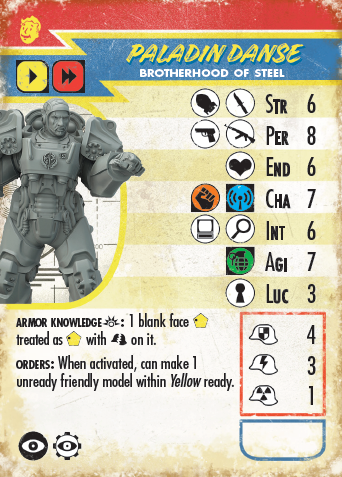 PALADIN DANSE
BROTHERHOOD OF STEEL
STR 6
PER 8
END 6
CHA 7
INT 6
AGI 7
LUC 3
ARMOR KNOWLEDGE : 1 blank face
treated as with on it.
ORDERS: When activated, can make 1
unready friendly model within Yellow ready.
4
3
1